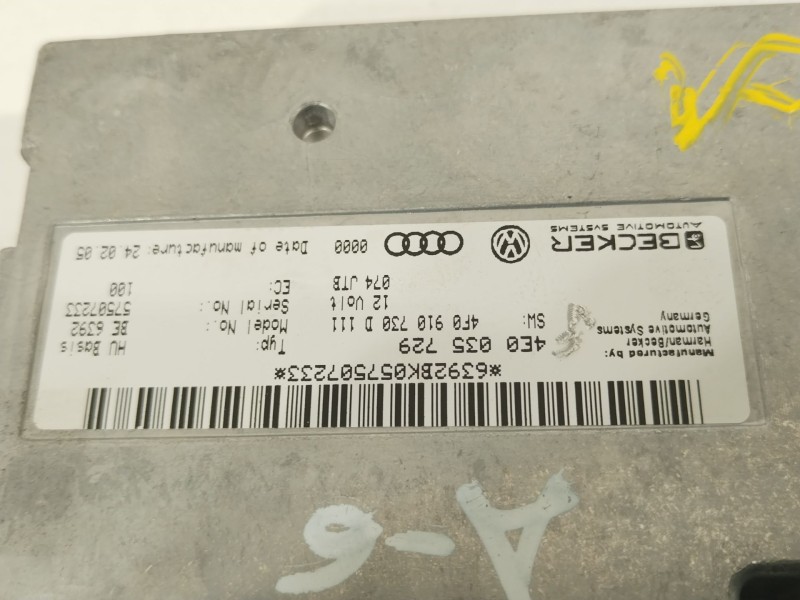 *6392BK057507233*
Manufactured by:
Harman/Becker
Automotive Systems
Germany
4E0 035 729
SW: 4F0 910 730 D 111
12 Volt
074 JTB
Typ: HU Basis
Model No.: BE 6392
Serial No.: 57507233
EC: 100
BECKER
AUTOMOTIVE SYSTEMS
0000
Date of manufacture: 24.02.05
A-6